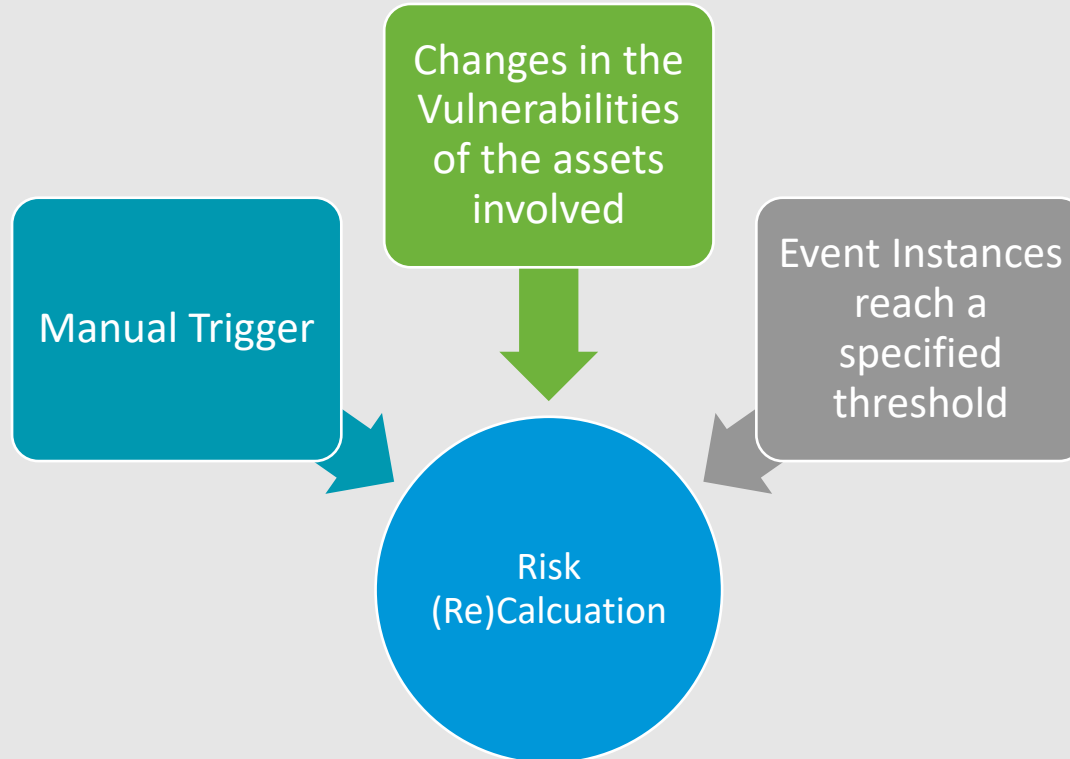 Changes in the
Vulnerabilities
of the assets
involved
Manual Trigger
Event Instances
reach a
specified
threshold
Risk
(Re)Calcuation